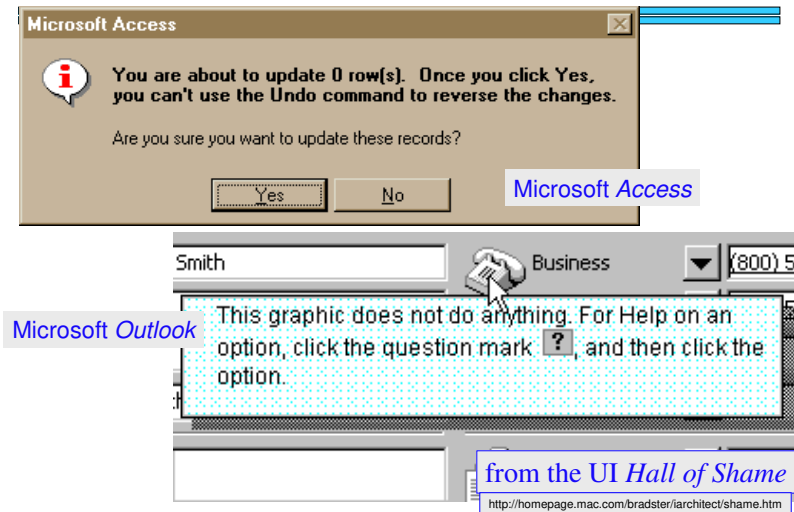 Microsoft Access
You are about to update 0 row(s). Once you click Yes,
you can't use the Undo command to reverse the changes.
Are you sure you want to update these records?
Yes
No
Microsoft Access
Smith
Business
(800) 5
Microsoft Outlook
This graphic does not do anything. For Help on an
option, click the question mark ?, and then click the
option.
from the UI Hall of Shame
http://homepage.mac.com/bradster/iarchitect/shame.htm